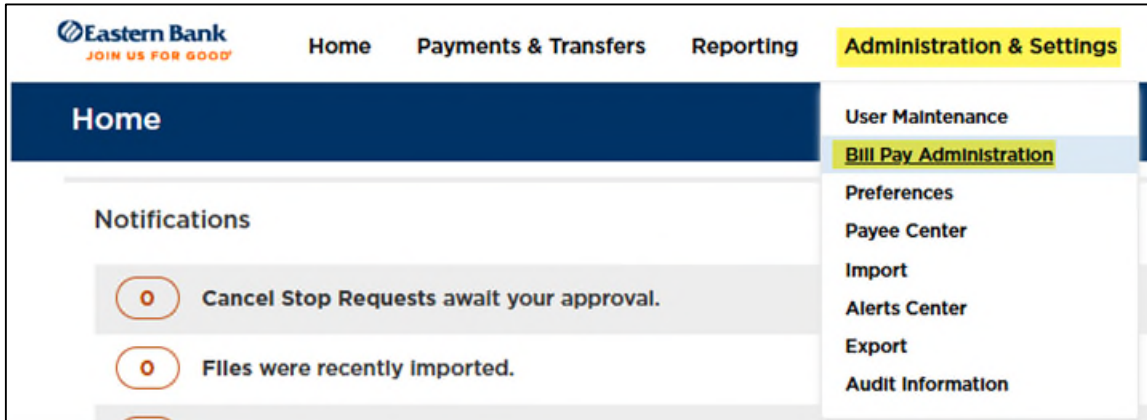 Eastern Bank
JOIN US FOR GOOD®
Home Payments & Transfers Reporting Administration & Settings
Home
User Maintenance
Bill Pay Administration
Preferences
Payee Center
Import
Alerts Center
Export
Audit Information
Notifications
0 Cancel Stop Requests await your approval.
0 Files were recently imported.